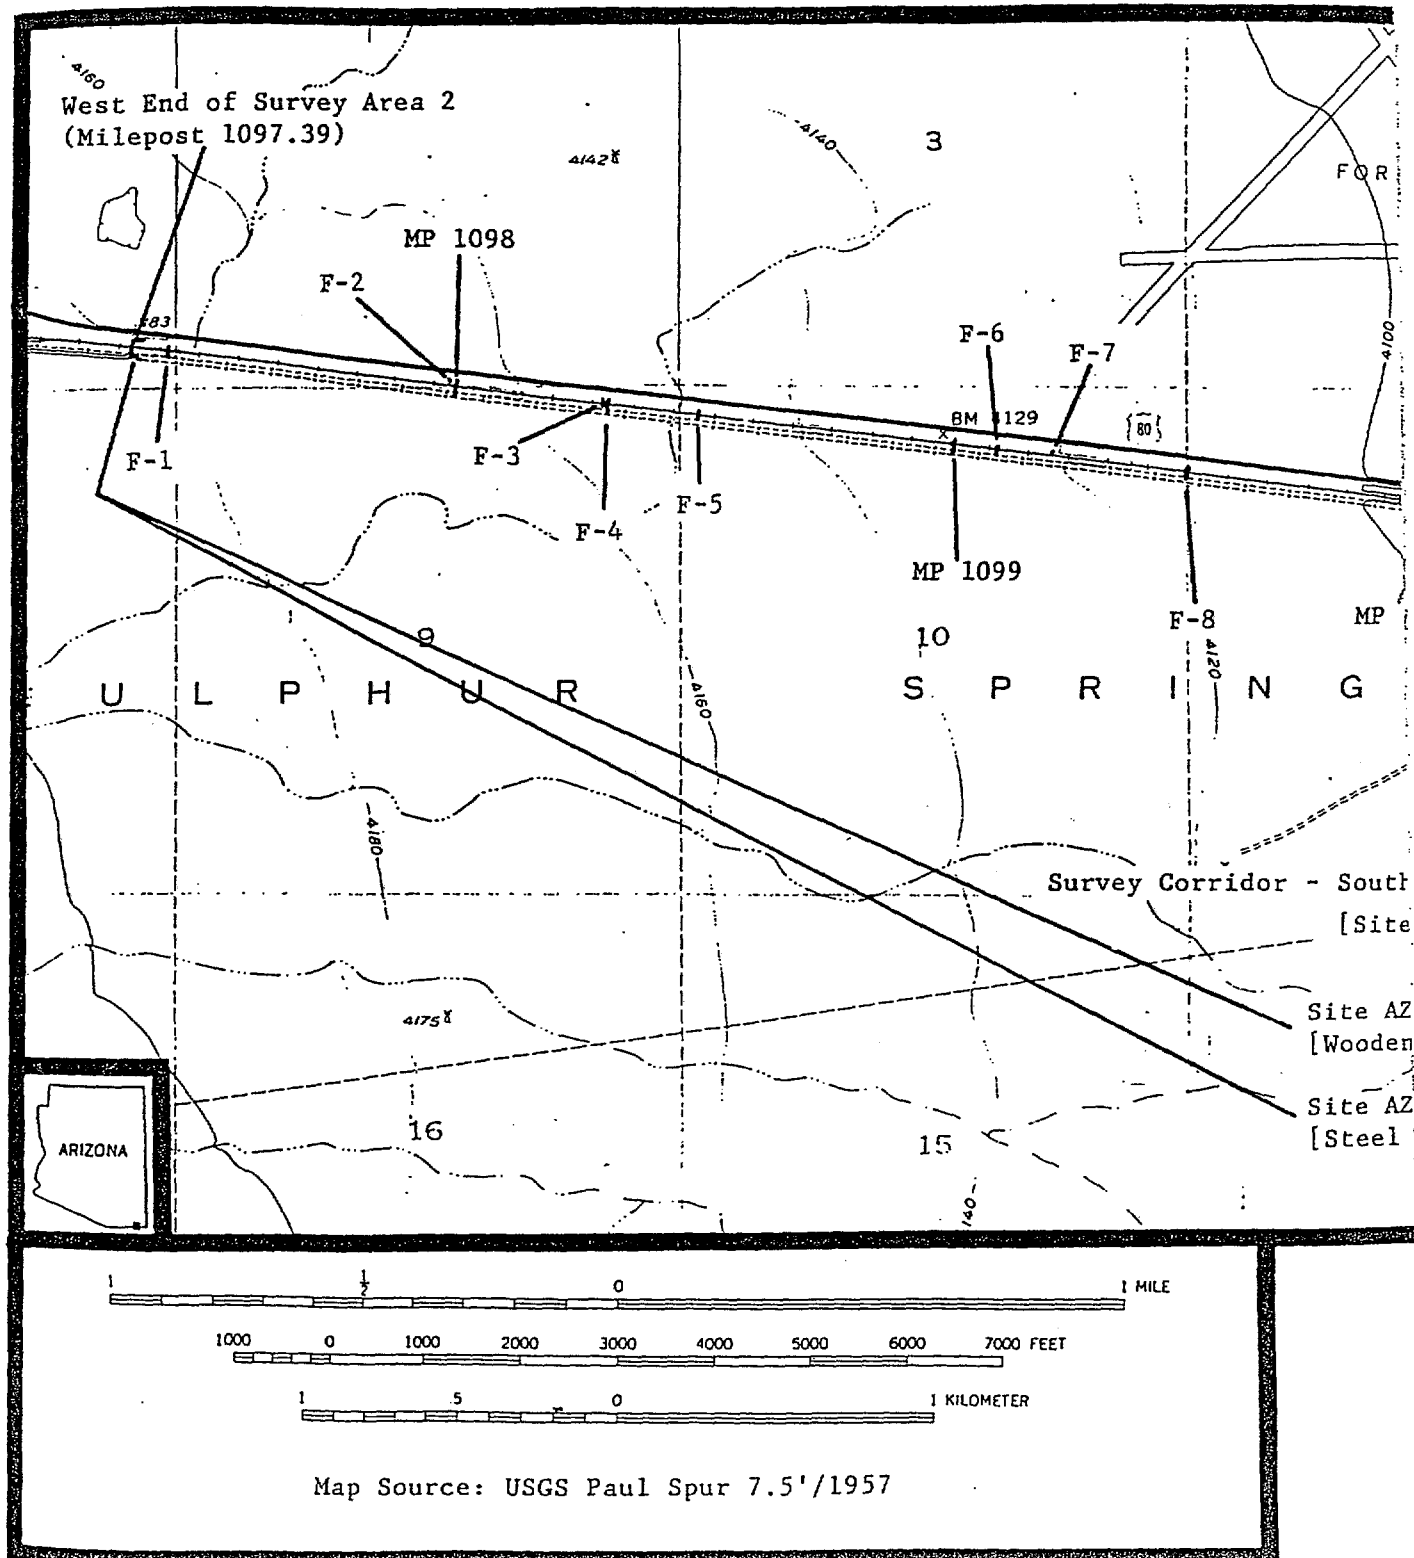 4160
West End of Survey Area 2
(Milepost 1097.39)
4142
4140
3
FOR
MP 1098
F-2
583
F-6
F-7
4100
BM 4129
80
F-1
F-3
F-4
F-5
MP 1099
F-8
MP
9
10
4120
U L P H U R S P R I N G
4160
4180
Survey Corridor - South
[Site
4175
Site AZ
[Wooden
Site AZ
[Steel
16
15
140
ARIZONA
1 1/2 0 1 MILE
1000 0 1000 2000 3000 4000 5000 6000 7000 FEET
1 .5 0 1 KILOMETER
Map Source: USGS Paul Spur 7.5'/1957